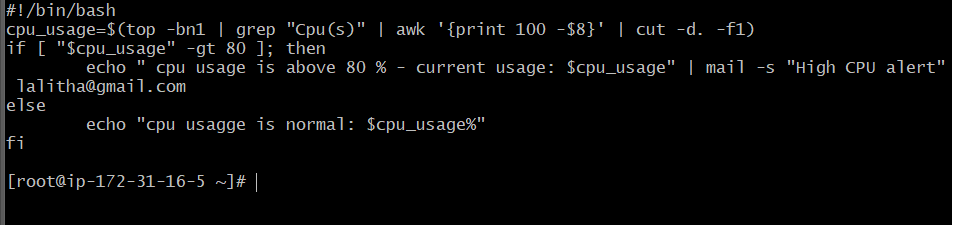 #!/bin/bash
cpu_usage=$(top -bn1 | grep "Cpu(s)" | awk '{print 100 -$8}' | cut -d. -f1)
if [ "$cpu_usage" -gt 80 ]; then
        echo " cpu usage is above 80 % - current usage: $cpu_usage" | mail -s "High CPU alert"
 lalitha@gmail.com
else
        echo "cpu usagge is normal: $cpu_usage%"
fi

[root@ip-172-31-16-5 ~]#